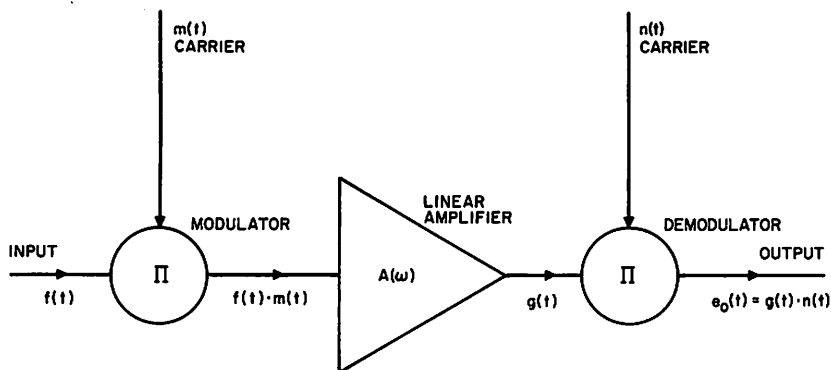 m(t)
CARRIER
n(t)
CARRIER
MODULATOR
LINEAR
AMPLIFIER
DEMODULATOR
INPUT
OUTPUT
Π
A(ω)
Π
f(t)
f(t)·m(t)
g(t)
e₀(t) = g(t)·n(t)